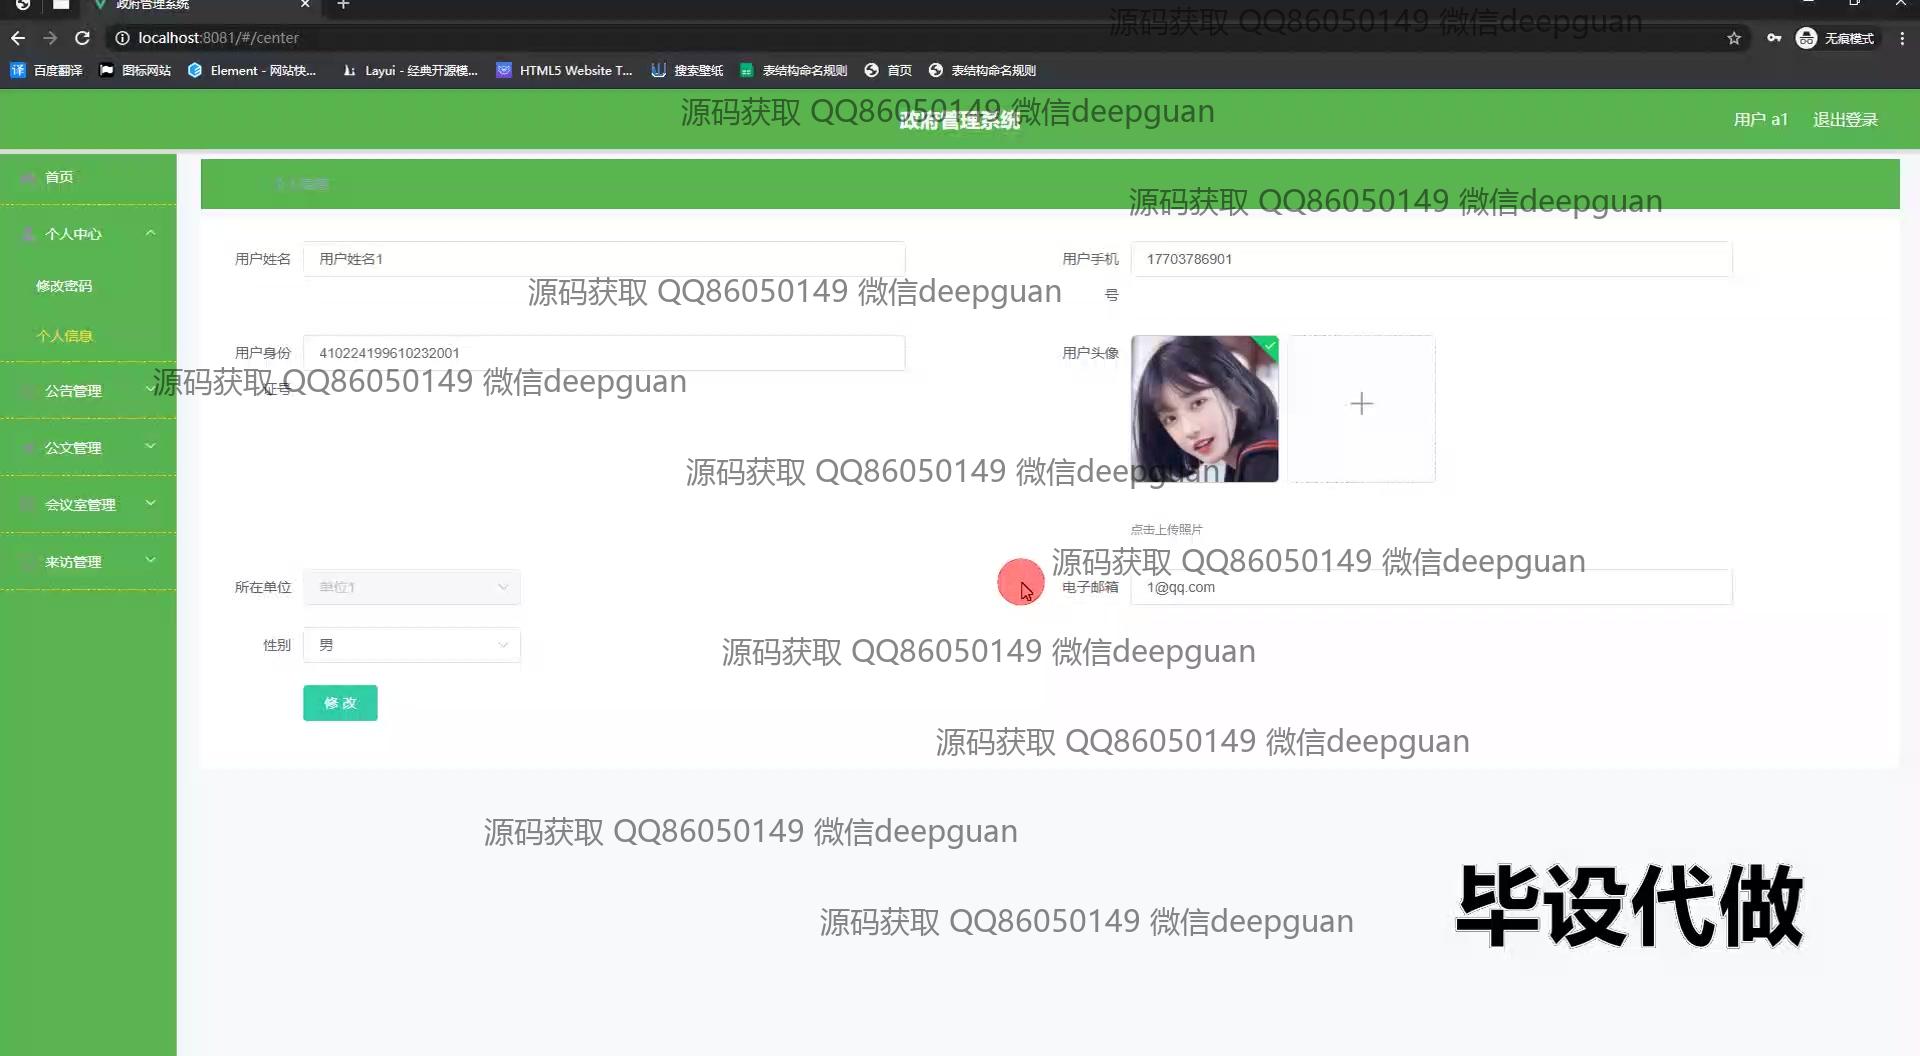 政府管理系统
localhost:8081/#/center
无痕模式
百度翻译
图标网站
Element - 网站快...
Layui - 经典开源模...
HTML5 Website T...
搜索壁纸
表结构命名规则
首页
表结构命名规则
源码获取 QQ86050149 微信deepguan
源码获取 QQ86050149 微信deepguan
政府管理系统
用户 a1
退出登录
首页
个人信息
源码获取 QQ86050149 微信deepguan
个人中心
用户姓名
用户姓名1
用户手机号
17703786901
修改密码
源码获取 QQ86050149 微信deepguan
个人信息
用户身份证号
410224199610232001
用户头像
公告管理
源码获取 QQ86050149 微信deepguan
公文管理
源码获取 QQ86050149 微信deepguan
会议室管理
点击上传照片
来访管理
源码获取 QQ86050149 微信deepguan
所在单位
单位1
电子邮箱
1@qq.com
性别
男
源码获取 QQ86050149 微信deepguan
修改
源码获取 QQ86050149 微信deepguan
源码获取 QQ86050149 微信deepguan
毕设代做
源码获取 QQ86050149 微信deepguan